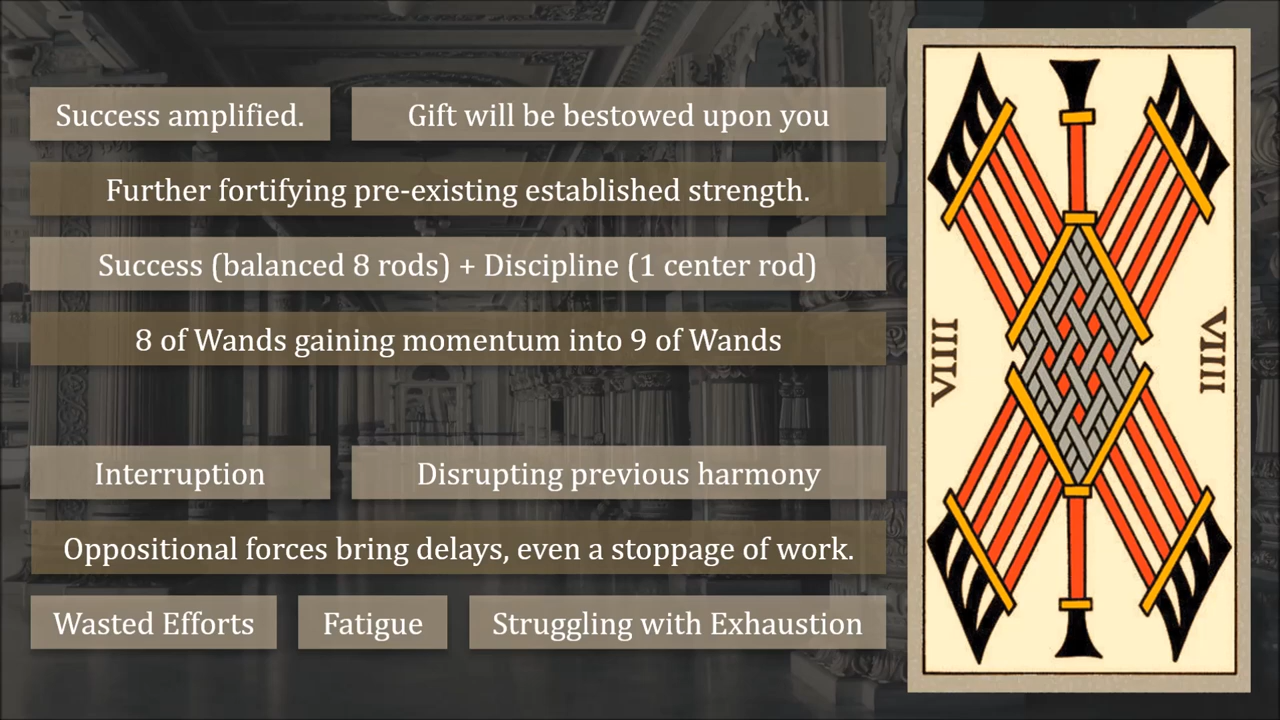 Success amplified.
Gift will be bestowed upon you
Further fortifying pre-existing established strength.
Success (balanced 8 rods) + Discipline (1 center rod)
8 of Wands gaining momentum into 9 of Wands
Interruption
Disrupting previous harmony
Oppositional forces bring delays, even a stoppage of work.
Wasted Efforts
Fatigue
Struggling with Exhaustion
VIIII
VIIII